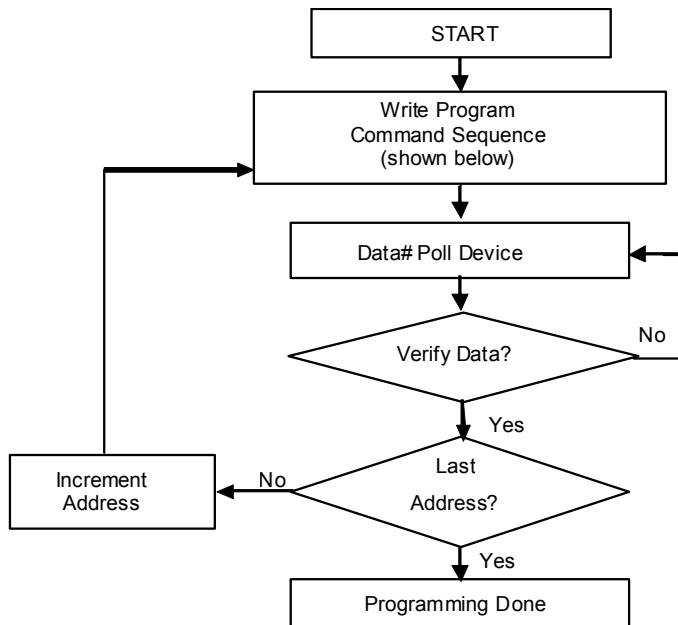 START
Write Program
Command Sequence
(shown below)
Data# Poll Device
Verify Data?
No
Yes
Last
Address?
No
Increment
Address
Yes
Programming Done